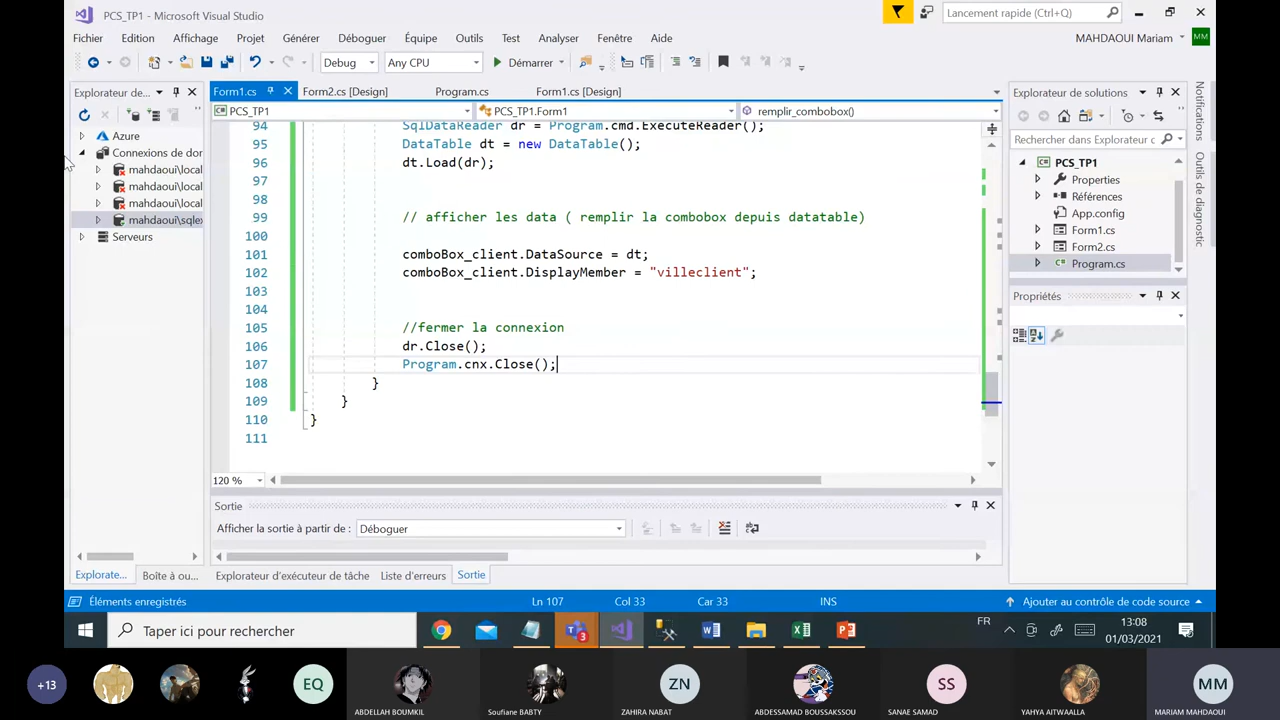 PCS_TP1 - Microsoft Visual Studio
Lancement rapide (Ctrl+Q)
Fichier Edition Affichage Projet Générer Déboguer Équipe Outils Test Analyser Fenêtre Aide
MAHDAOUI Mariam MM
Debug Any CPU Démarrer
Explorateur de... Form1.cs Form2.cs [Design] Program.cs Form1.cs [Design] Explorateur de solutions
PCS_TP1 PCS_TP1.Form1 remplir_combobox()
Rechercher dans Explorateur d
Azure
Connexions de dor
mahdaoui\local
mahdaoui\local
mahdaoui\local
mahdaoui\sqlex
Serveurs
94 SqlDataReader dr = Program.cmd.ExecuteReader();
95 DataTable dt = new DataTable();
96 dt.Load(dr);
97
98
99 // afficher les data ( remplir la combobox depuis datatable)
100
101 comboBox_client.DataSource = dt;
102 comboBox_client.DisplayMember = "villeclient";
103
104
105 //fermer la connexion
106 dr.Close();
107 Program.cnx.Close();
108 }
109 }
110 }
111
PCS_TP1
Properties
Références
App.config
Form1.cs
Form2.cs
Program.cs
Propriétés
Notifications
Outils de diagnostic
120 %
Sortie
Afficher la sortie à partir de : Déboguer
Explorate... Boîte à ou... Explorateur d'exécuteur de tâche Liste d'erreurs Sortie
Éléments enregistrés Ln 107 Col 33 Car 33 INS Ajouter au contrôle de code source
Taper ici pour rechercher
3
FR
13:08
01/03/2021
+13
EQ
ZN
SS
MM
ABDELLAH BOUMKIL
Soufiane BABTY
ZAHIRA NABAT
ABDESSAMAD BOUSSAKSSOU
SANAE SAMAD
YAHYA AITWAALLA
MARIAM MAHDAOUI